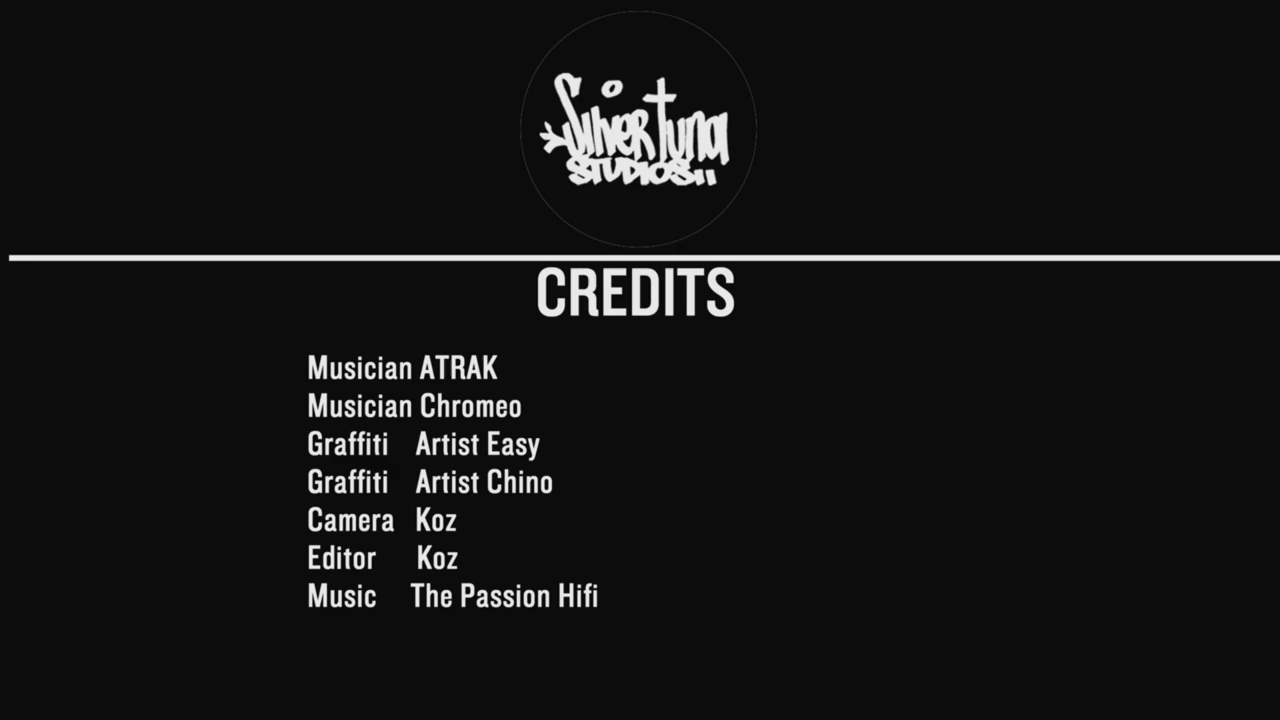 Silver Tuna
STUDIOS
CREDITS
Musician ATRAK
Musician Chromeo
Graffiti Artist Easy
Graffiti Artist Chino
Camera Koz
Editor Koz
Music The Passion Hifi